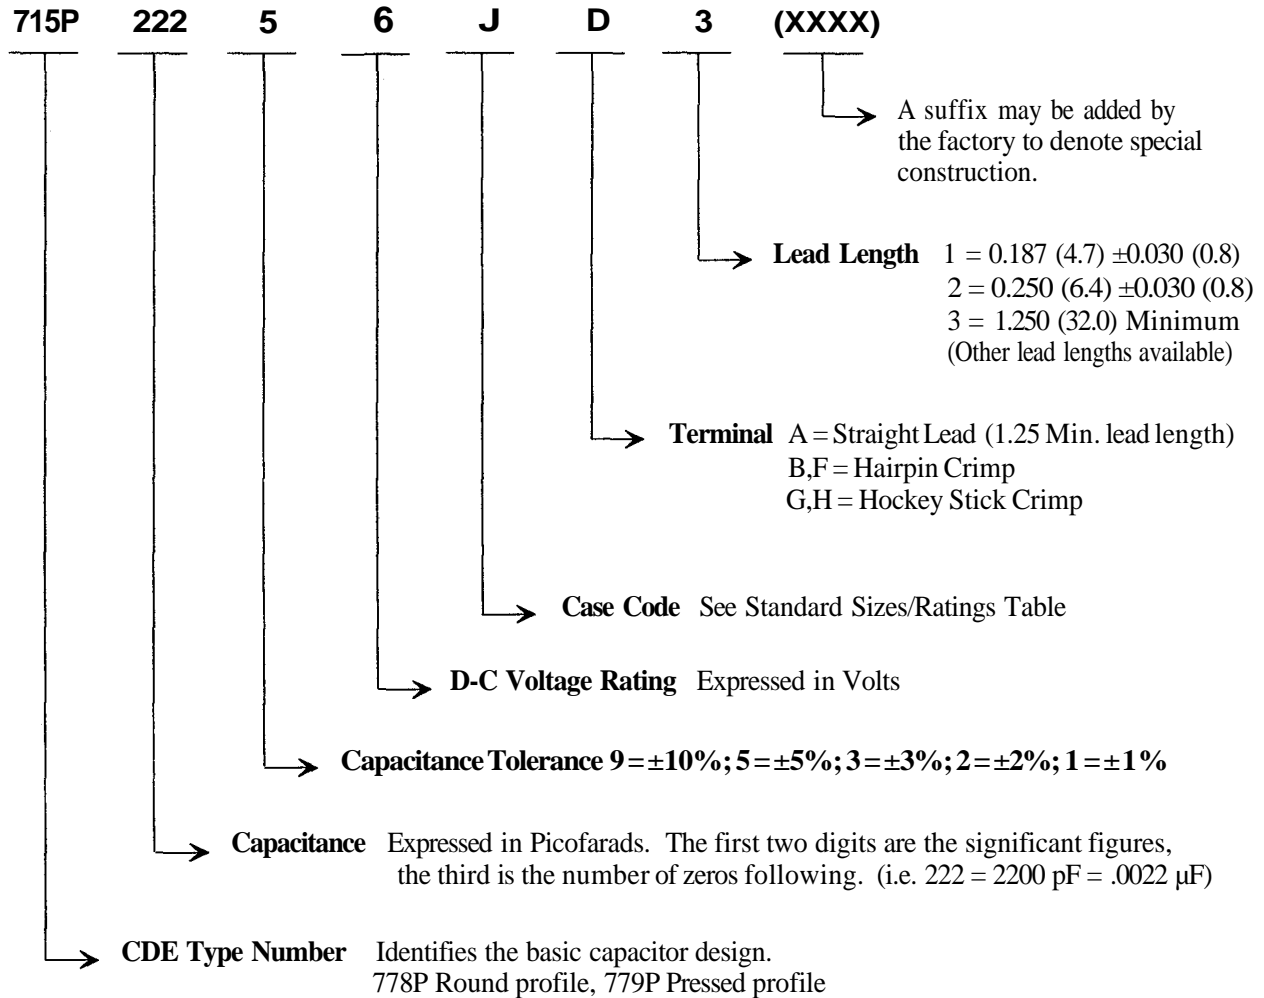 715P 222 5 6 J D 3 (XXXX)
A suffix may be added by
the factory to denote special
construction.
Lead Length 1 = 0.187 (4.7) ±0.030 (0.8)
2 = 0.250 (6.4) ±0.030 (0.8)
3 = 1.250 (32.0) Minimum
(Other lead lengths available)
Terminal A = Straight Lead (1.25 Min. lead length)
B,F = Hairpin Crimp
G,H = Hockey Stick Crimp
Case Code See Standard Sizes/Ratings Table
D-C Voltage Rating Expressed in Volts
Capacitance Tolerance 9 = ±10%; 5 = ±5%; 3 = ±3%; 2 = ±2%; 1 = ±1%
Capacitance Expressed in Picofarads. The first two digits are the significant figures,
the third is the number of zeros following. (i.e. 222 = 2200 pF = .0022 µF)
CDE Type Number Identifies the basic capacitor design.
778P Round profile, 779P Pressed profile